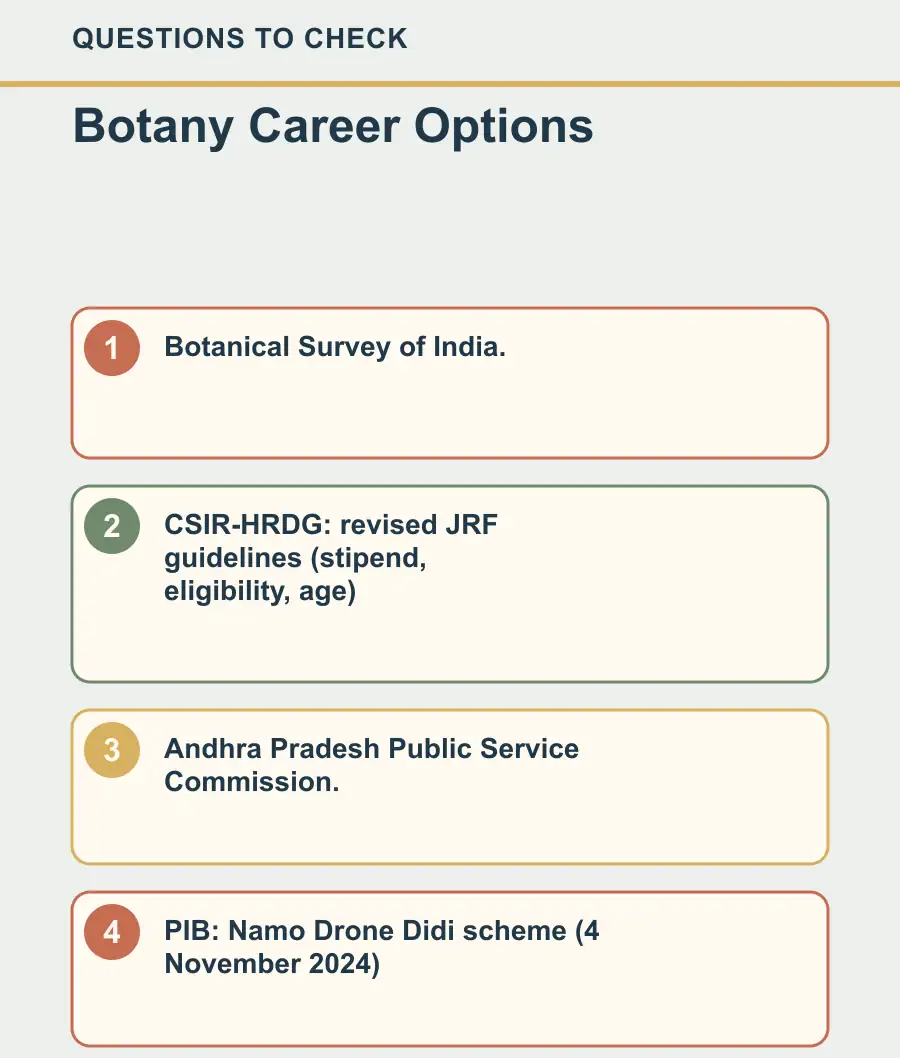 QUESTIONS TO CHECK
Botany Career Options
1
Botanical Survey of India.
2
CSIR-HRDG: revised JRF
guidelines (stipend,
eligibility, age)
3
Andhra Pradesh Public Service
Commission.
4
PIB: Namo Drone Didi scheme (4
November 2024)